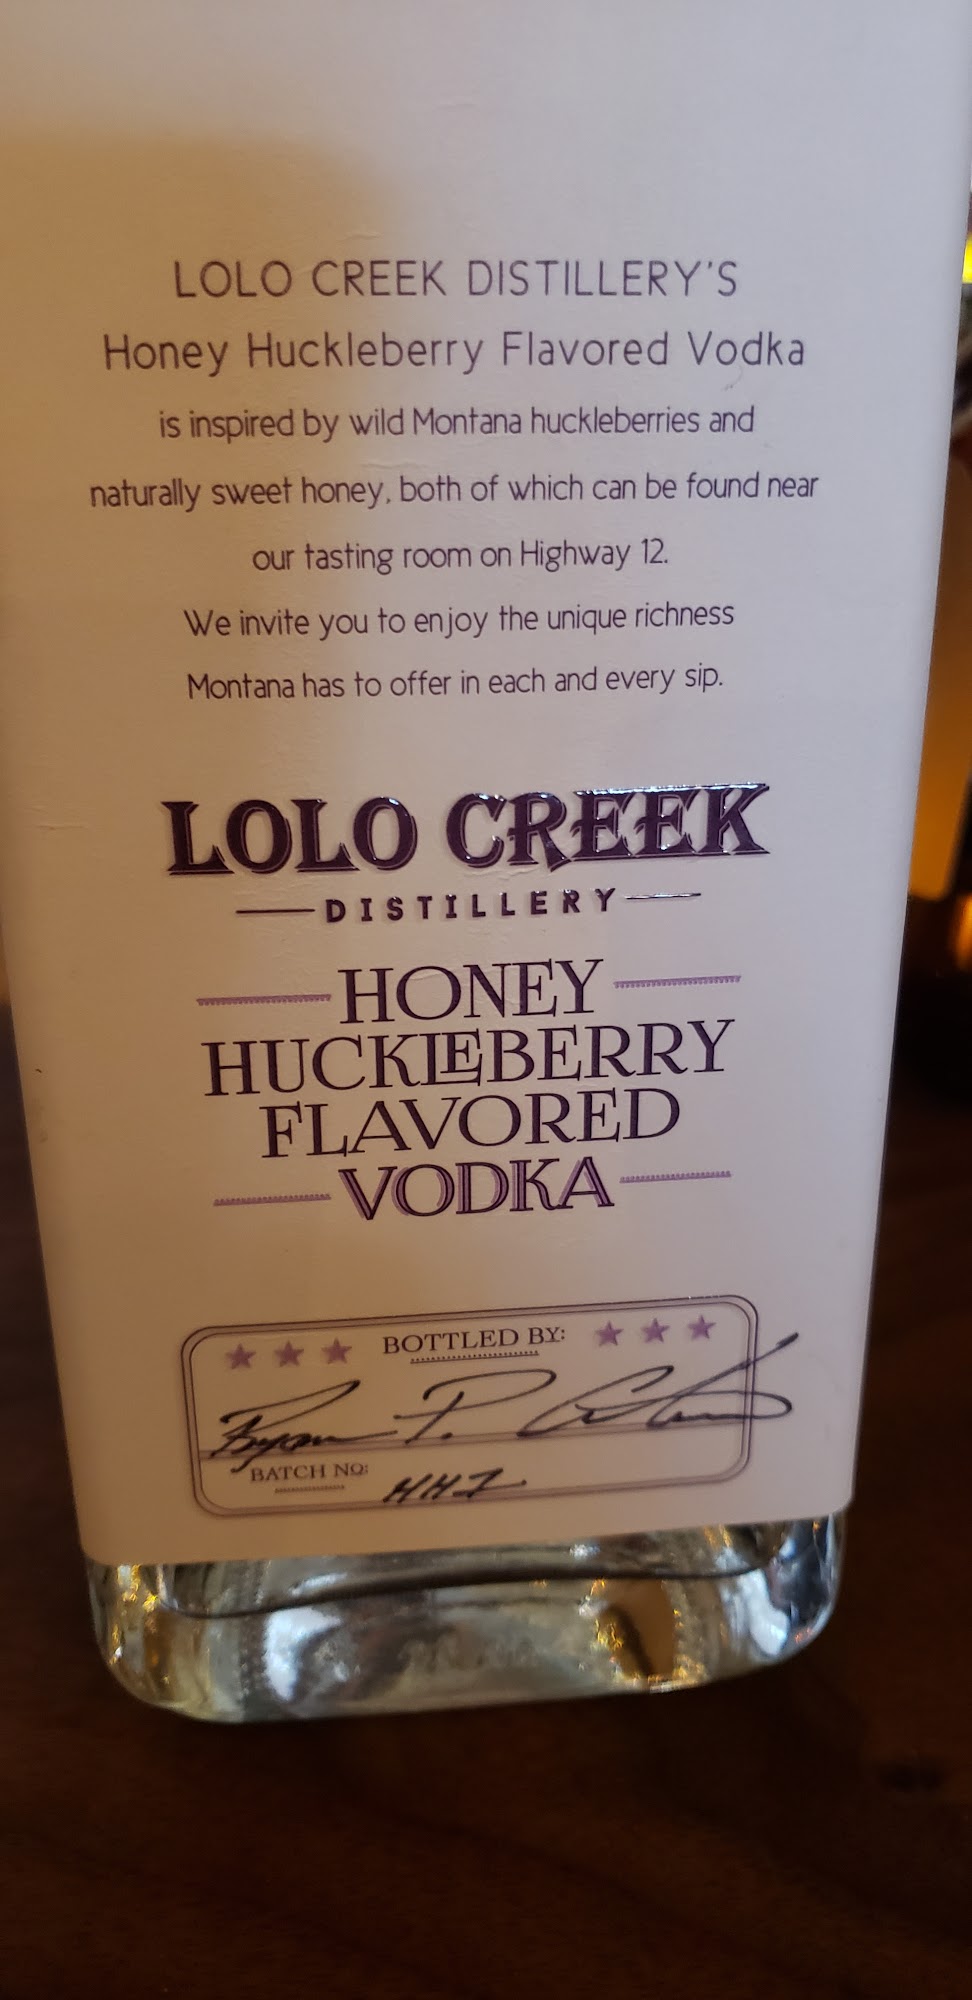 LOLO CREEK DISTILLERY'S
Honey Huckleberry Flavored Vodka
is inspired by wild Montana huckleberries and
naturally sweet honey, both of which can be found near
our tasting room on Highway 12.
We invite you to enjoy the unique richness
Montana has to offer in each and every sip.
LOLO CREEK
DISTILLERY
HONEY
HUCKLEBERRY
FLAVORED
VODKA
BOTTLED BY:
P.
BATCH NO: HH1